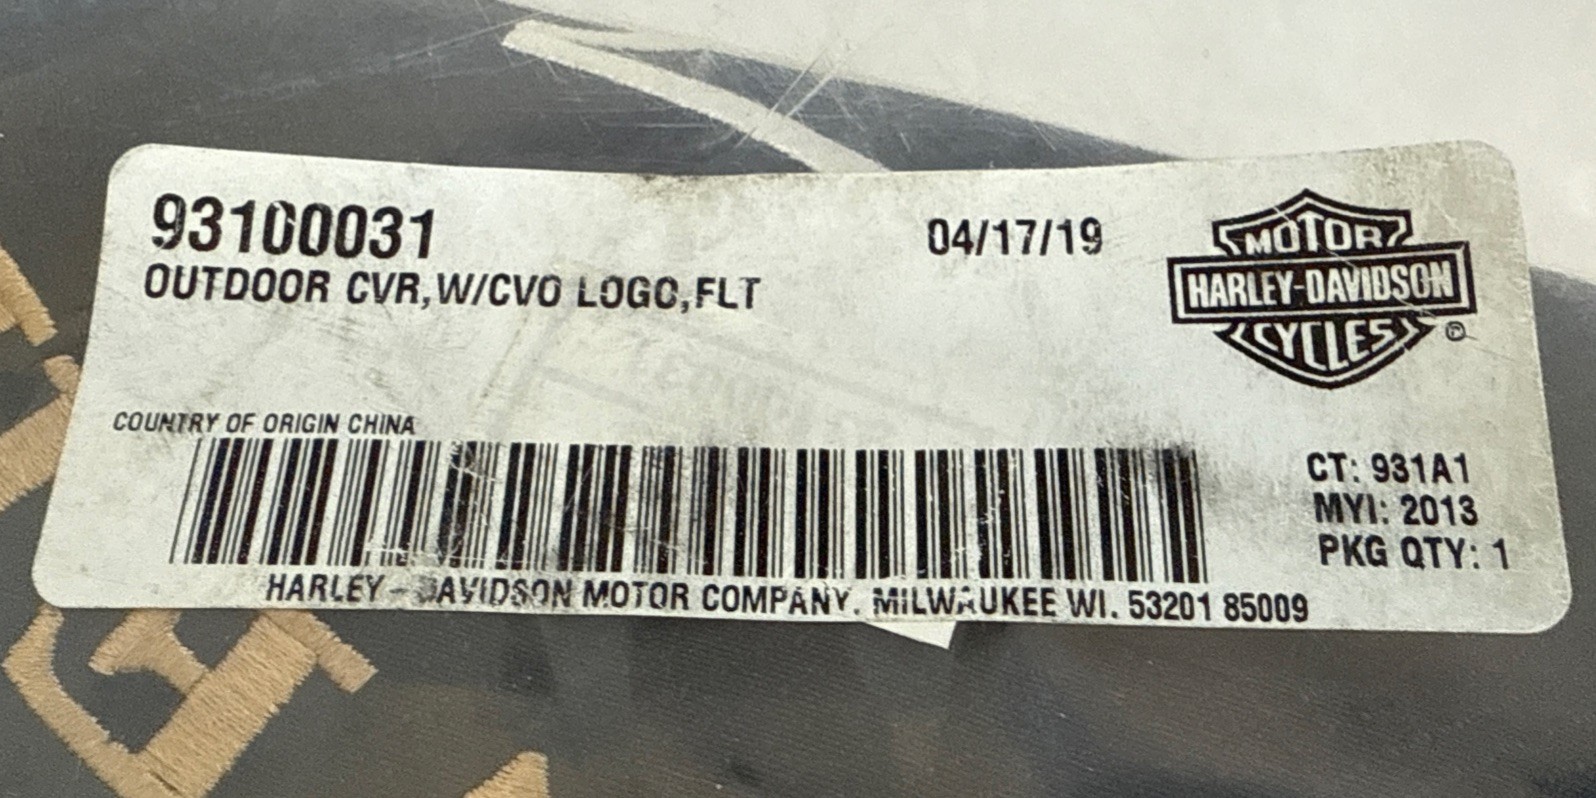 93100031
04/17/19
OUTDOOR CVR,W/CVO LOGO,FLT
MOTOR
HARLEY-DAVIDSON
CYCLES
®
COUNTRY OF ORIGIN CHINA
CT: 931A1
MYI: 2013
PKG QTY: 1
HARLEY-DAVIDSON MOTOR COMPANY. MILWAUKEE WI. 53201 85009